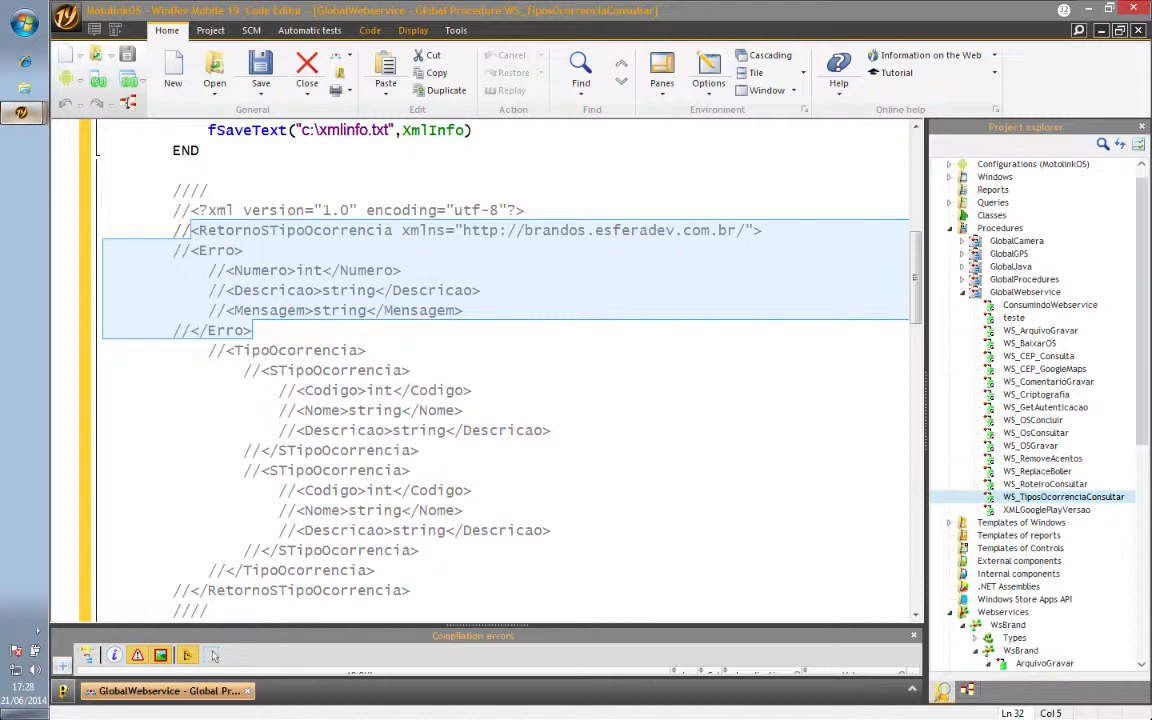 MotolinkOS - WinDev Mobile 19 Code Editor - [GlobalWebservice - Global Procedure WS_TiposOcorrenciaConsultar]
32
Home Project SCM Automatic tests Code Display Tools
New Open Save Close
General
Paste Cut Copy Duplicate
Edit
Cancel Restore Replay
Action
Find
Find
Panes Options Cascading Tile Window
Environment
Help Information on the Web Tutorial
Online help
fSaveText("c:\xmlinfo.txt",XmlInfo)
END
////
//<?xml version="1.0" encoding="utf-8"?>
//<RetornoSTipoOcorrencia xmlns="http://brandos.esferadev.com.br/">
//<Erro>
//<Numero>int</Numero>
//<Descricao>string</Descricao>
//<Mensagem>string</Mensagem>
//</Erro>
//<TipoOcorrencia>
//<STipoOcorrencia>
//<Codigo>int</Codigo>
//<Nome>string</Nome>
//<Descricao>string</Descricao>
//</STipoOcorrencia>
//<STipoOcorrencia>
//<Codigo>int</Codigo>
//<Nome>string</Nome>
//<Descricao>string</Descricao>
//</STipoOcorrencia>
//</TipoOcorrencia>
//</RetornoSTipoOcorrencia>
////
Project explorer
Configurations (MotolinkOS)
Windows
Reports
Queries
Classes
Procedures
GlobalCamera
GlobalGPS
GlobalJava
GlobalProcedures
GlobalWebservice
ConsumindoWebservice
teste
WS_ArquivoGravar
WS_BaixarOS
WS_CEP_Consulta
WS_CEP_GoogleMaps
WS_ComentarioGravar
WS_Criptografia
WS_GetAutenticacao
WS_OSConcluir
WS_OsConsultar
WS_OSGravar
WS_RemoveAcentos
WS_ReplaceBoller
WS_RoteiroConsultar
WS_TiposOcorrenciaConsultar
XMLGooglePlayVersao
Templates of Windows
Templates of reports
Templates of Controls
External components
Internal components
.NET Assemblies
Windows Store Apps API
Webservices
WsBrand
Types
WsBrand
ArquivoGravar
Compilation errors
GlobalWebservice - Global Pr...
17:28
21/06/2014
Ln 32 Col 5